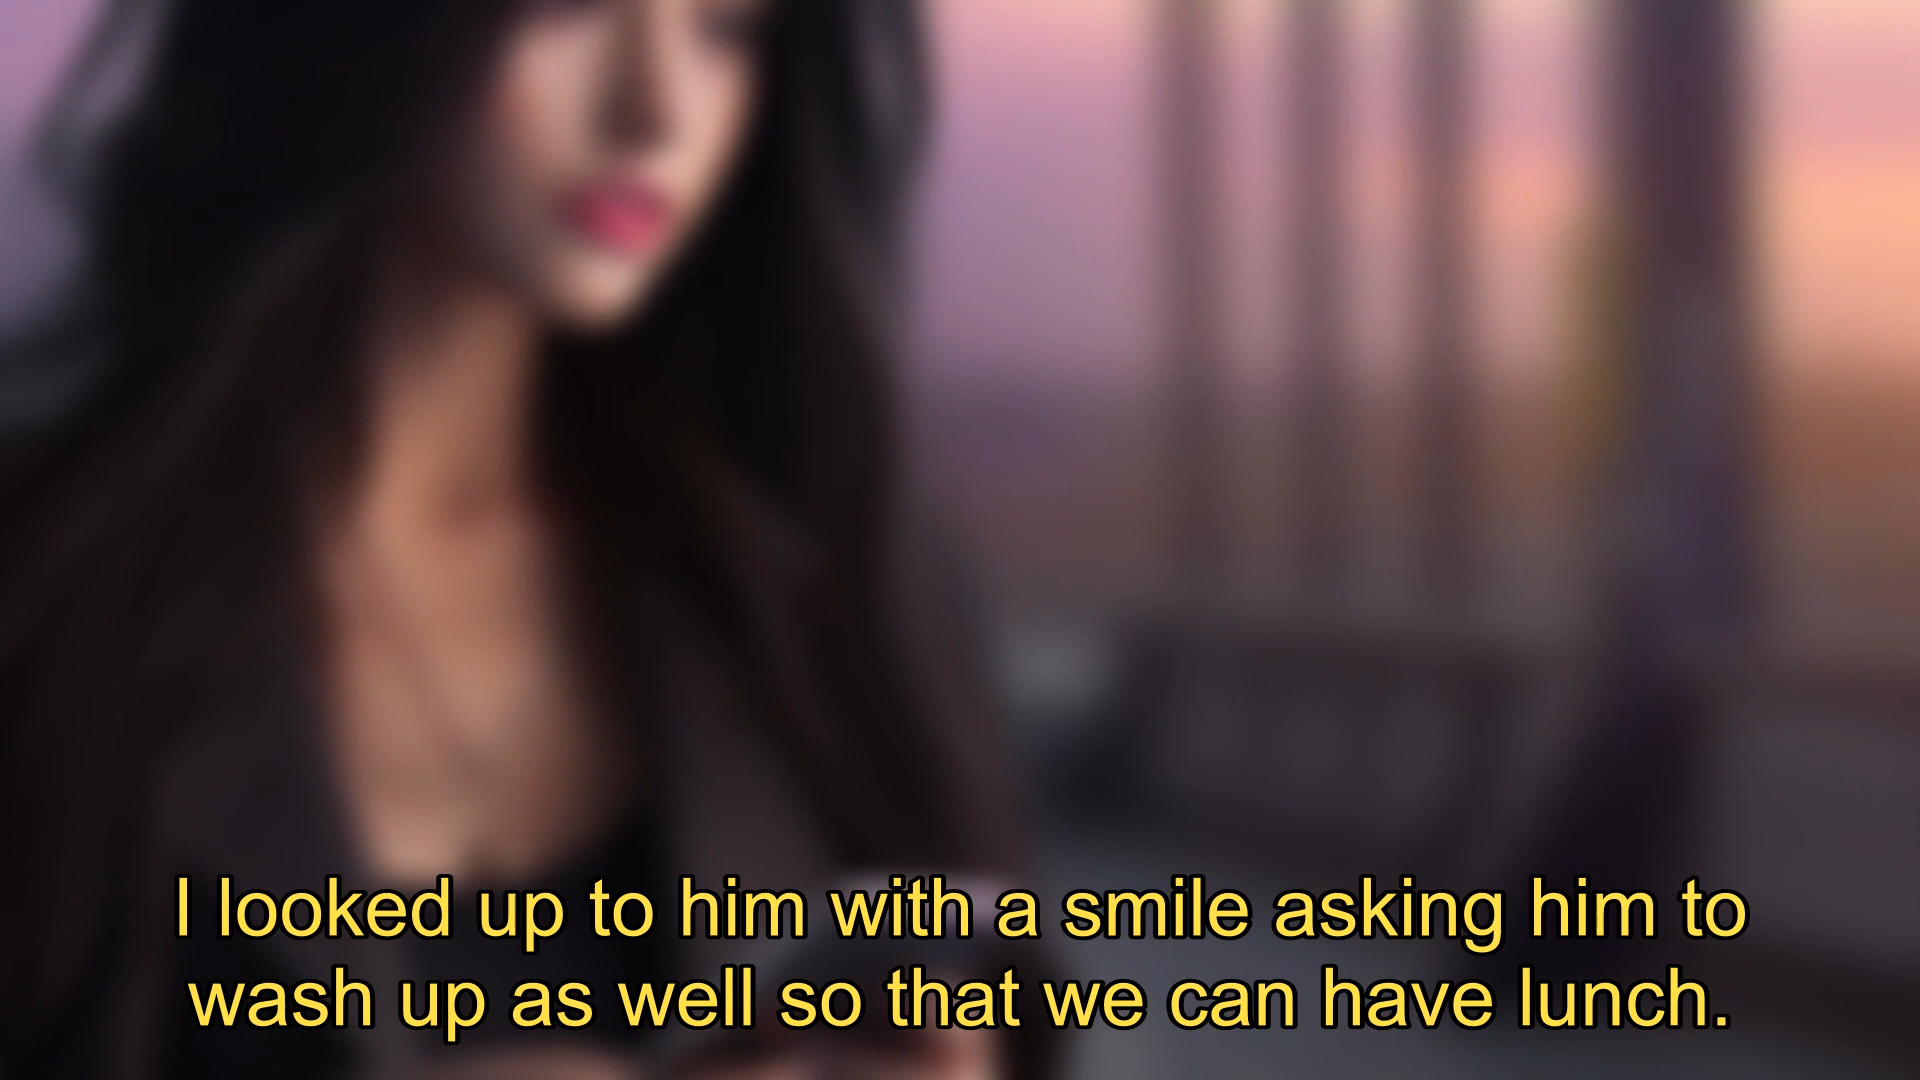 I looked up to him with a smile asking him to
wash up as well so that we can have lunch.